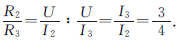 R₂/R₃ = U/I₂ : U/I₃ = I₃/I₂ = 3/4.